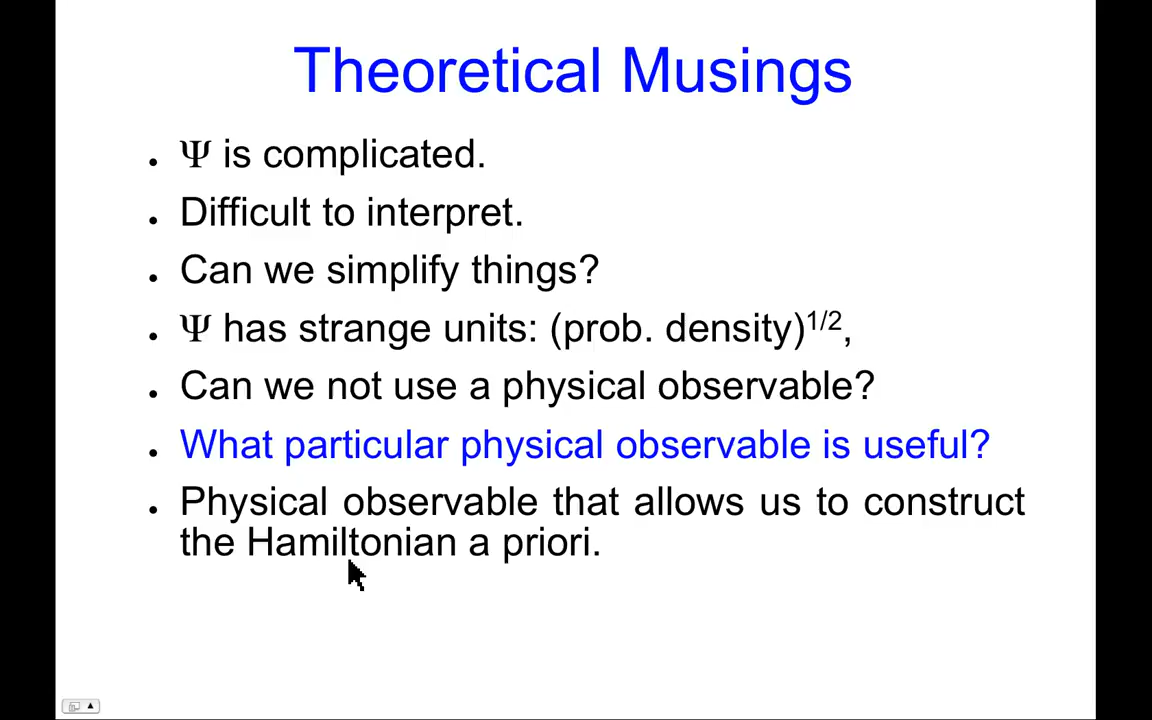 Theoretical Musings
• Ψ is complicated.
• Difficult to interpret.
• Can we simplify things?
• Ψ has strange units: (prob. density)1/2,
• Can we not use a physical observable?
• What particular physical observable is useful?
• Physical observable that allows us to construct
the Hamiltonian a priori.